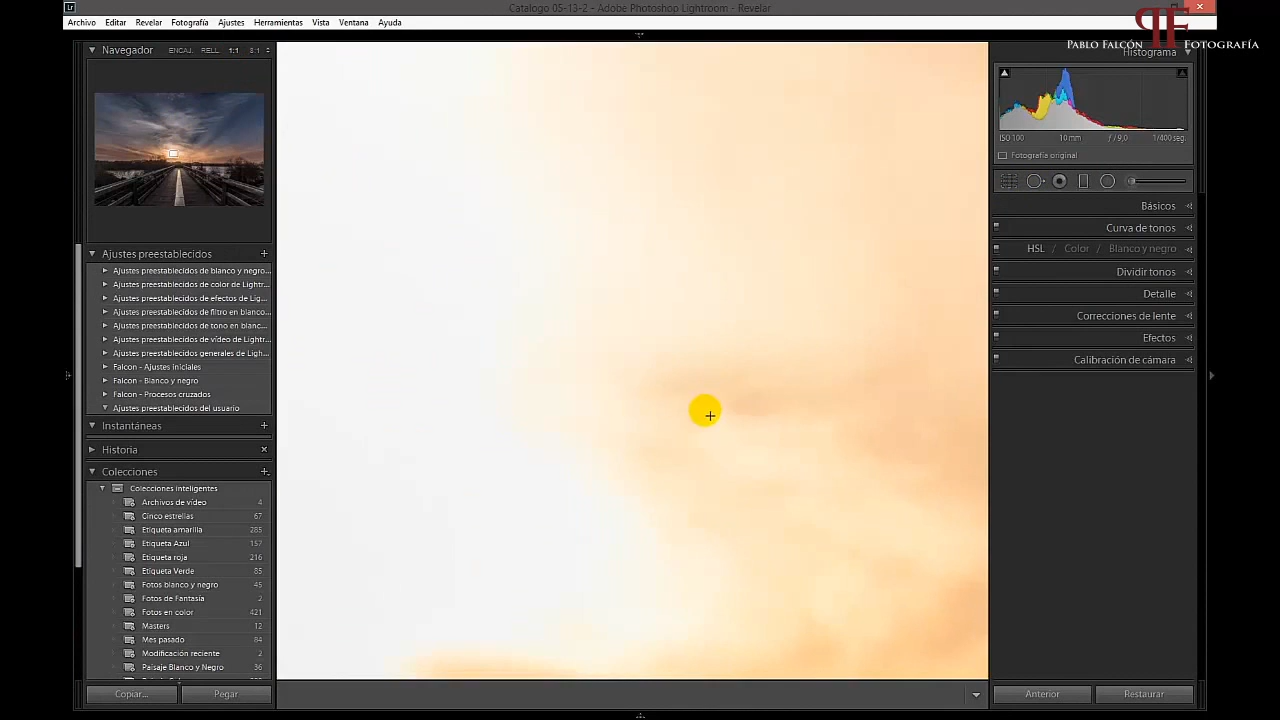 Catalogo 05-13-2 - Adobe Photoshop Lightroom - Revelar
Archivo Editar Revelar Fotografía Ajustes Herramientas Vista Ventana Ayuda
PABLO FALCÓN FOTOGRAFÍA
Navegador ENCAJ. RELL 1:1 8:1
Ajustes preestablecidos
Ajustes preestablecidos de blanco y negro...
Ajustes preestablecidos de color de Lightr...
Ajustes preestablecidos de efectos de Lig...
Ajustes preestablecidos de filtro en blanco...
Ajustes preestablecidos de tono en blanc...
Ajustes preestablecidos de vídeo de Lightr...
Ajustes preestablecidos generales de Ligh...
Falcon - Ajustes iniciales
Falcon - Blanco y negro
Falcon - Procesos cruzados
Ajustes preestablecidos del usuario
Instantáneas
Historia
Colecciones
Colecciones inteligentes
Archivos de vídeo 4
Cinco estrellas 67
Etiqueta amarilla 285
Etiqueta Azul 157
Etiqueta roja 216
Etiqueta Verde 85
Fotos blanco y negro 45
Fotos de Fantasía 2
Fotos en color 421
Masters 12
Mes pasado 84
Modificación reciente 2
Paisaje Blanco y Negro 36
Copiar... Pegar
Histograma
ISO 100 10 mm ƒ / 9,0 1/400 seg.
Fotografía original
Básicos
Curva de tonos
HSL / Color / Blanco y negro
Dividir tonos
Detalle
Correcciones de lente
Efectos
Calibración de cámara
Anterior Restaurar